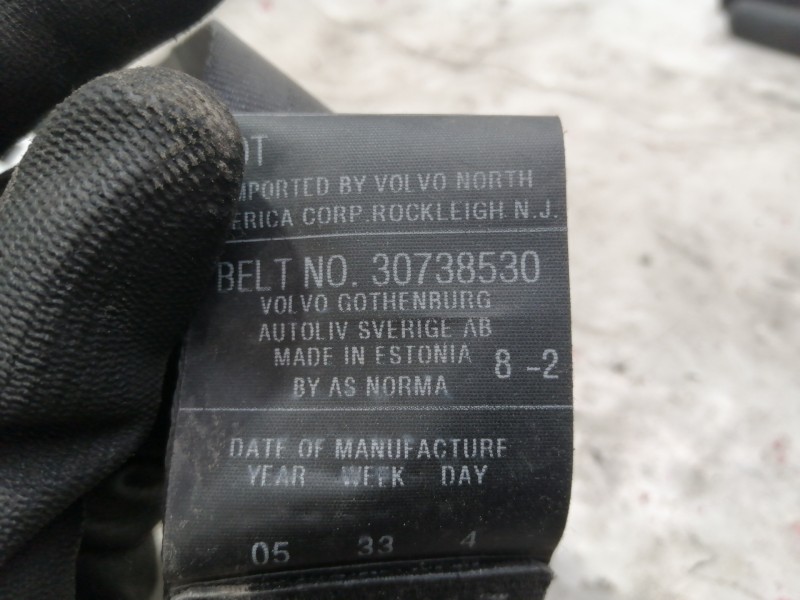 OT
MPORTED BY VOLVO NORTH
ERICA CORP.ROCKLEIGH N.J.
BELT NO. 30738530
VOLVO GOTHENBURG
AUTOLIV SVERIGE AB
MADE IN ESTONIA 8-2
BY AS NORMA
DATE OF MANUFACTURE
YEAR WEEK DAY
05 33 4